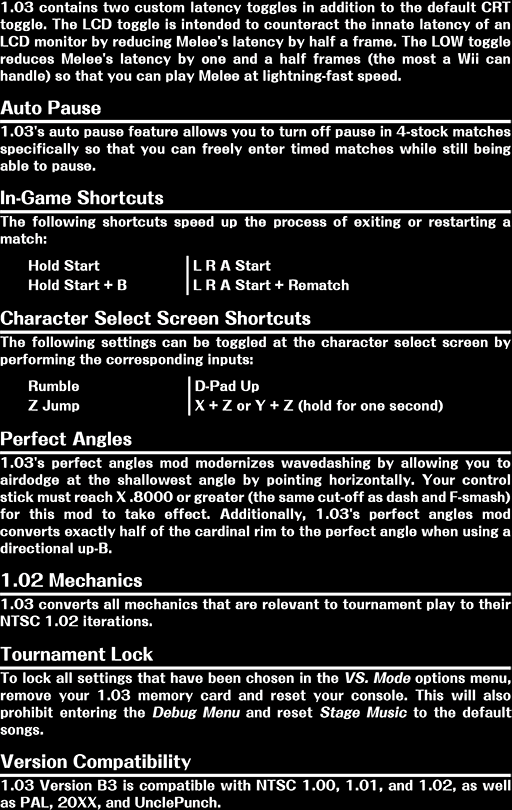 1.03 contains two custom latency toggles in addition to the default CRT
toggle. The LCD toggle is intended to counteract the innate latency of an
LCD monitor by reducing Melee's latency by half a frame. The LOW toggle
reduces Melee's latency by one and a half frames (the most a Wii can
handle) so that you can play Melee at lightning-fast speed.
Auto Pause
1.03's auto pause feature allows you to turn off pause in 4-stock matches
specifically so that you can freely enter timed matches while still being
able to pause.
In-Game Shortcuts
The following shortcuts speed up the process of exiting or restarting a
match:
Hold Start L R A Start
Hold Start + B L R A Start + Rematch
Character Select Screen Shortcuts
The following settings can be toggled at the character select screen by
performing the corresponding inputs:
Rumble D-Pad Up
Z Jump X + Z or Y + Z (hold for one second)
Perfect Angles
1.03's perfect angles mod modernizes wavedashing by allowing you to
airdodge at the shallowest angle by pointing horizontally. Your control
stick must reach X .8000 or greater (the same cut-off as dash and F-smash)
for this mod to take effect. Additionally, 1.03's perfect angles mod
converts exactly half of the cardinal rim to the perfect angle when using a
directional up-B.
1.02 Mechanics
1.03 converts all mechanics that are relevant to tournament play to their
NTSC 1.02 iterations.
Tournament Lock
To lock all settings that have been chosen in the VS. Mode options menu,
remove your 1.03 memory card and reset your console. This will also
prohibit entering the Debug Menu and reset Stage Music to the default
songs.
Version Compatibility
1.03 Version B3 is compatible with NTSC 1.00, 1.01, and 1.02, as well
as PAL, 20XX, and UnclePunch.